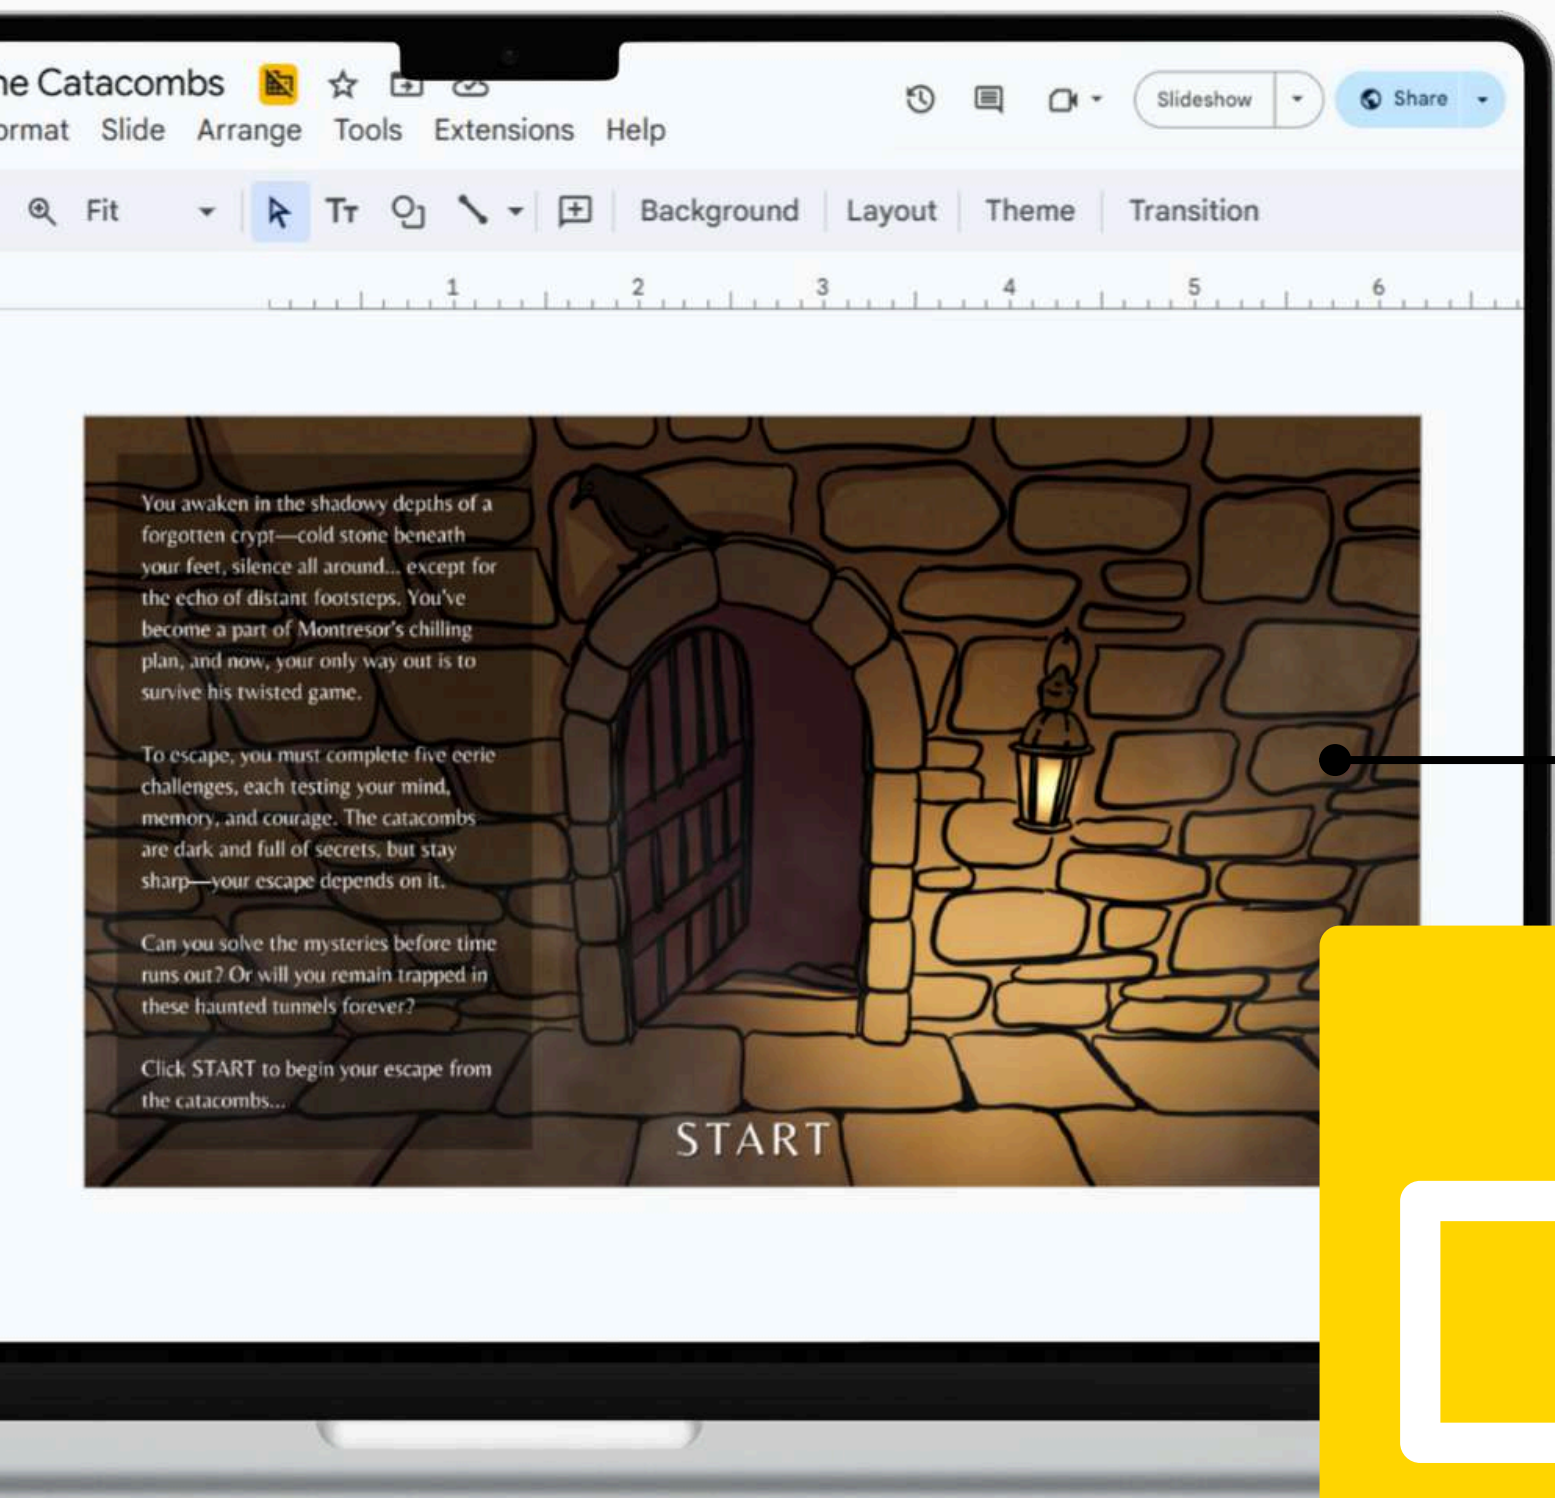 Catacombs
Slide Arrange Tools Extensions Help
Slideshow
Share
Fit
Background Layout Theme Transition
1 2 3 4 5 6
You awaken in the shadowy depths of a
forgotten crypt—cold stone beneath
your feet, silence all around... except for
the echo of distant footsteps. You've
become a part of Montresor's chilling
plan, and now, your only way out is to
survive his twisted game.
To escape, you must complete five eerie
challenges, each testing your mind,
memory, and courage. The catacombs
are dark and full of secrets, but stay
sharp—your escape depends on it.
Can you solve the mysteries before time
runs out? Or will you remain trapped in
these haunted tunnels forever?
Click START to begin your escape from
the catacombs...
START